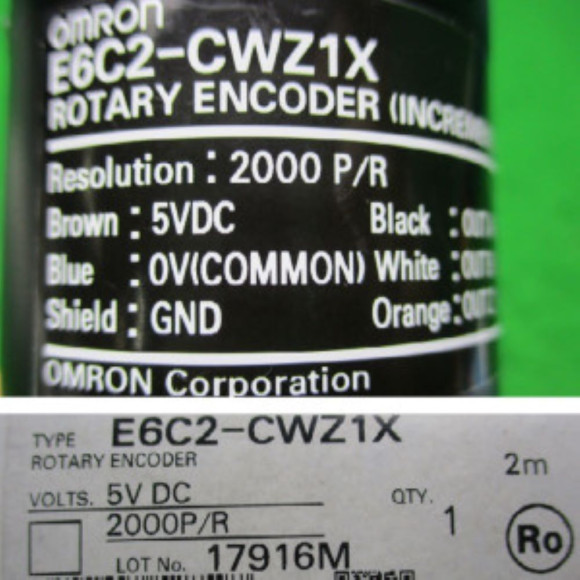 OMRON
E6C2-CWZ1X
ROTARY ENCODER
Resolution : 2000 P/R
Brown : 5VDC Black :
Blue : 0V(COMMON) White :
Shield : GND Orange :
OMRON Corporation
TYPE E6C2-CWZ1X
ROTARY ENCODER 2m
VOLTS. 5V DC QTY. 1
2000P/R
LOT No. 17916M
Ro